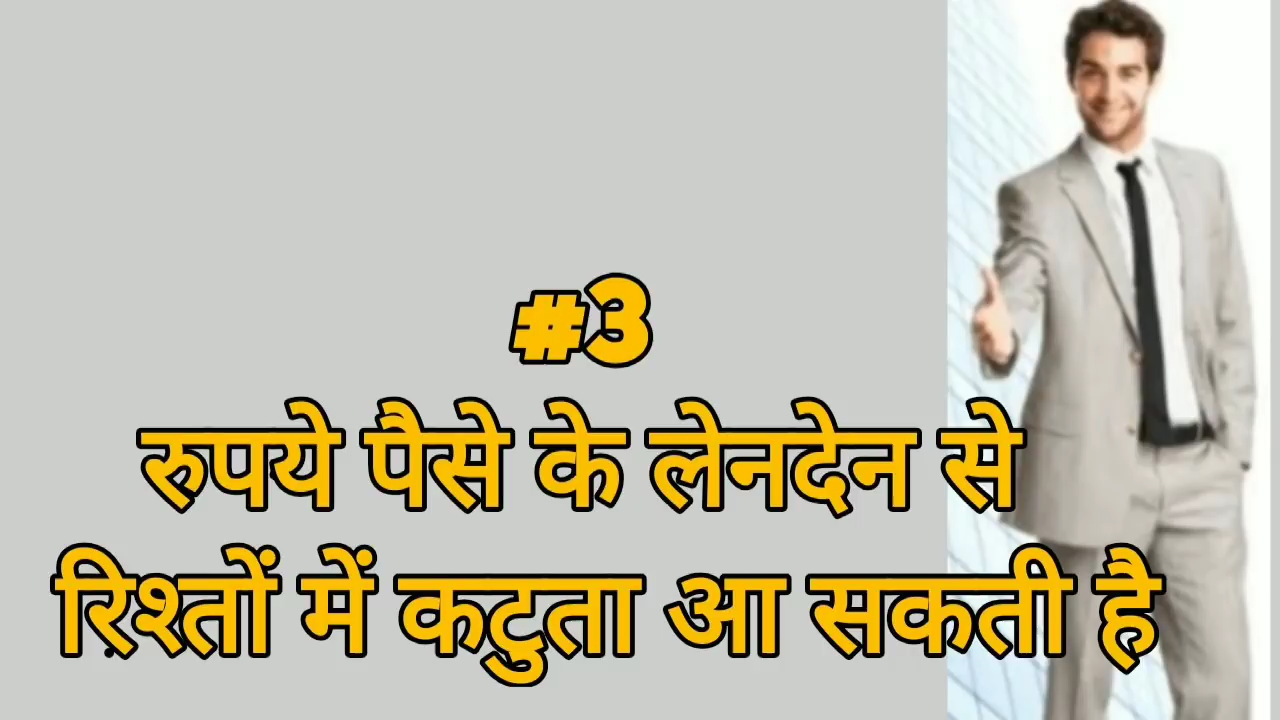 #3
रुपये पैसे के लेनदेन से
रिश्तों में कटुता आ सकती है